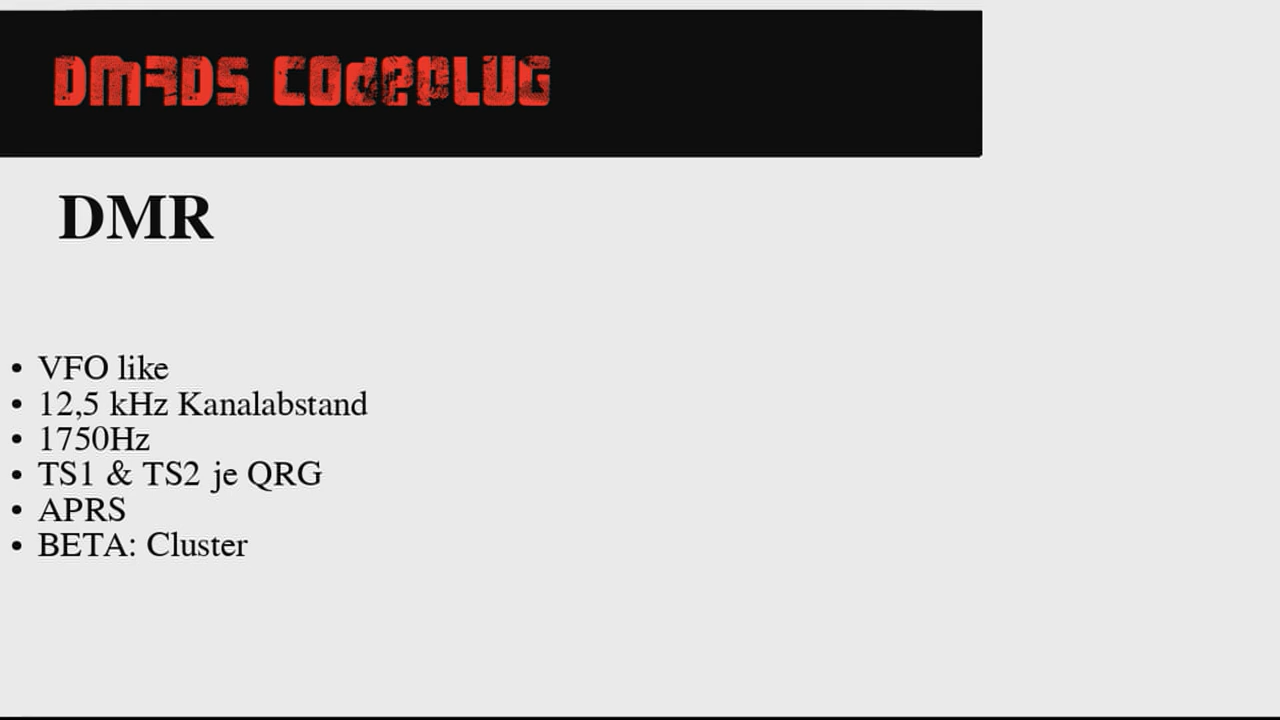 DM7DS CODEPLUG
DMR
• VFO like
• 12,5 kHz Kanalabstand
• 1750Hz
• TS1 & TS2 je QRG
• APRS
• BETA: Cluster